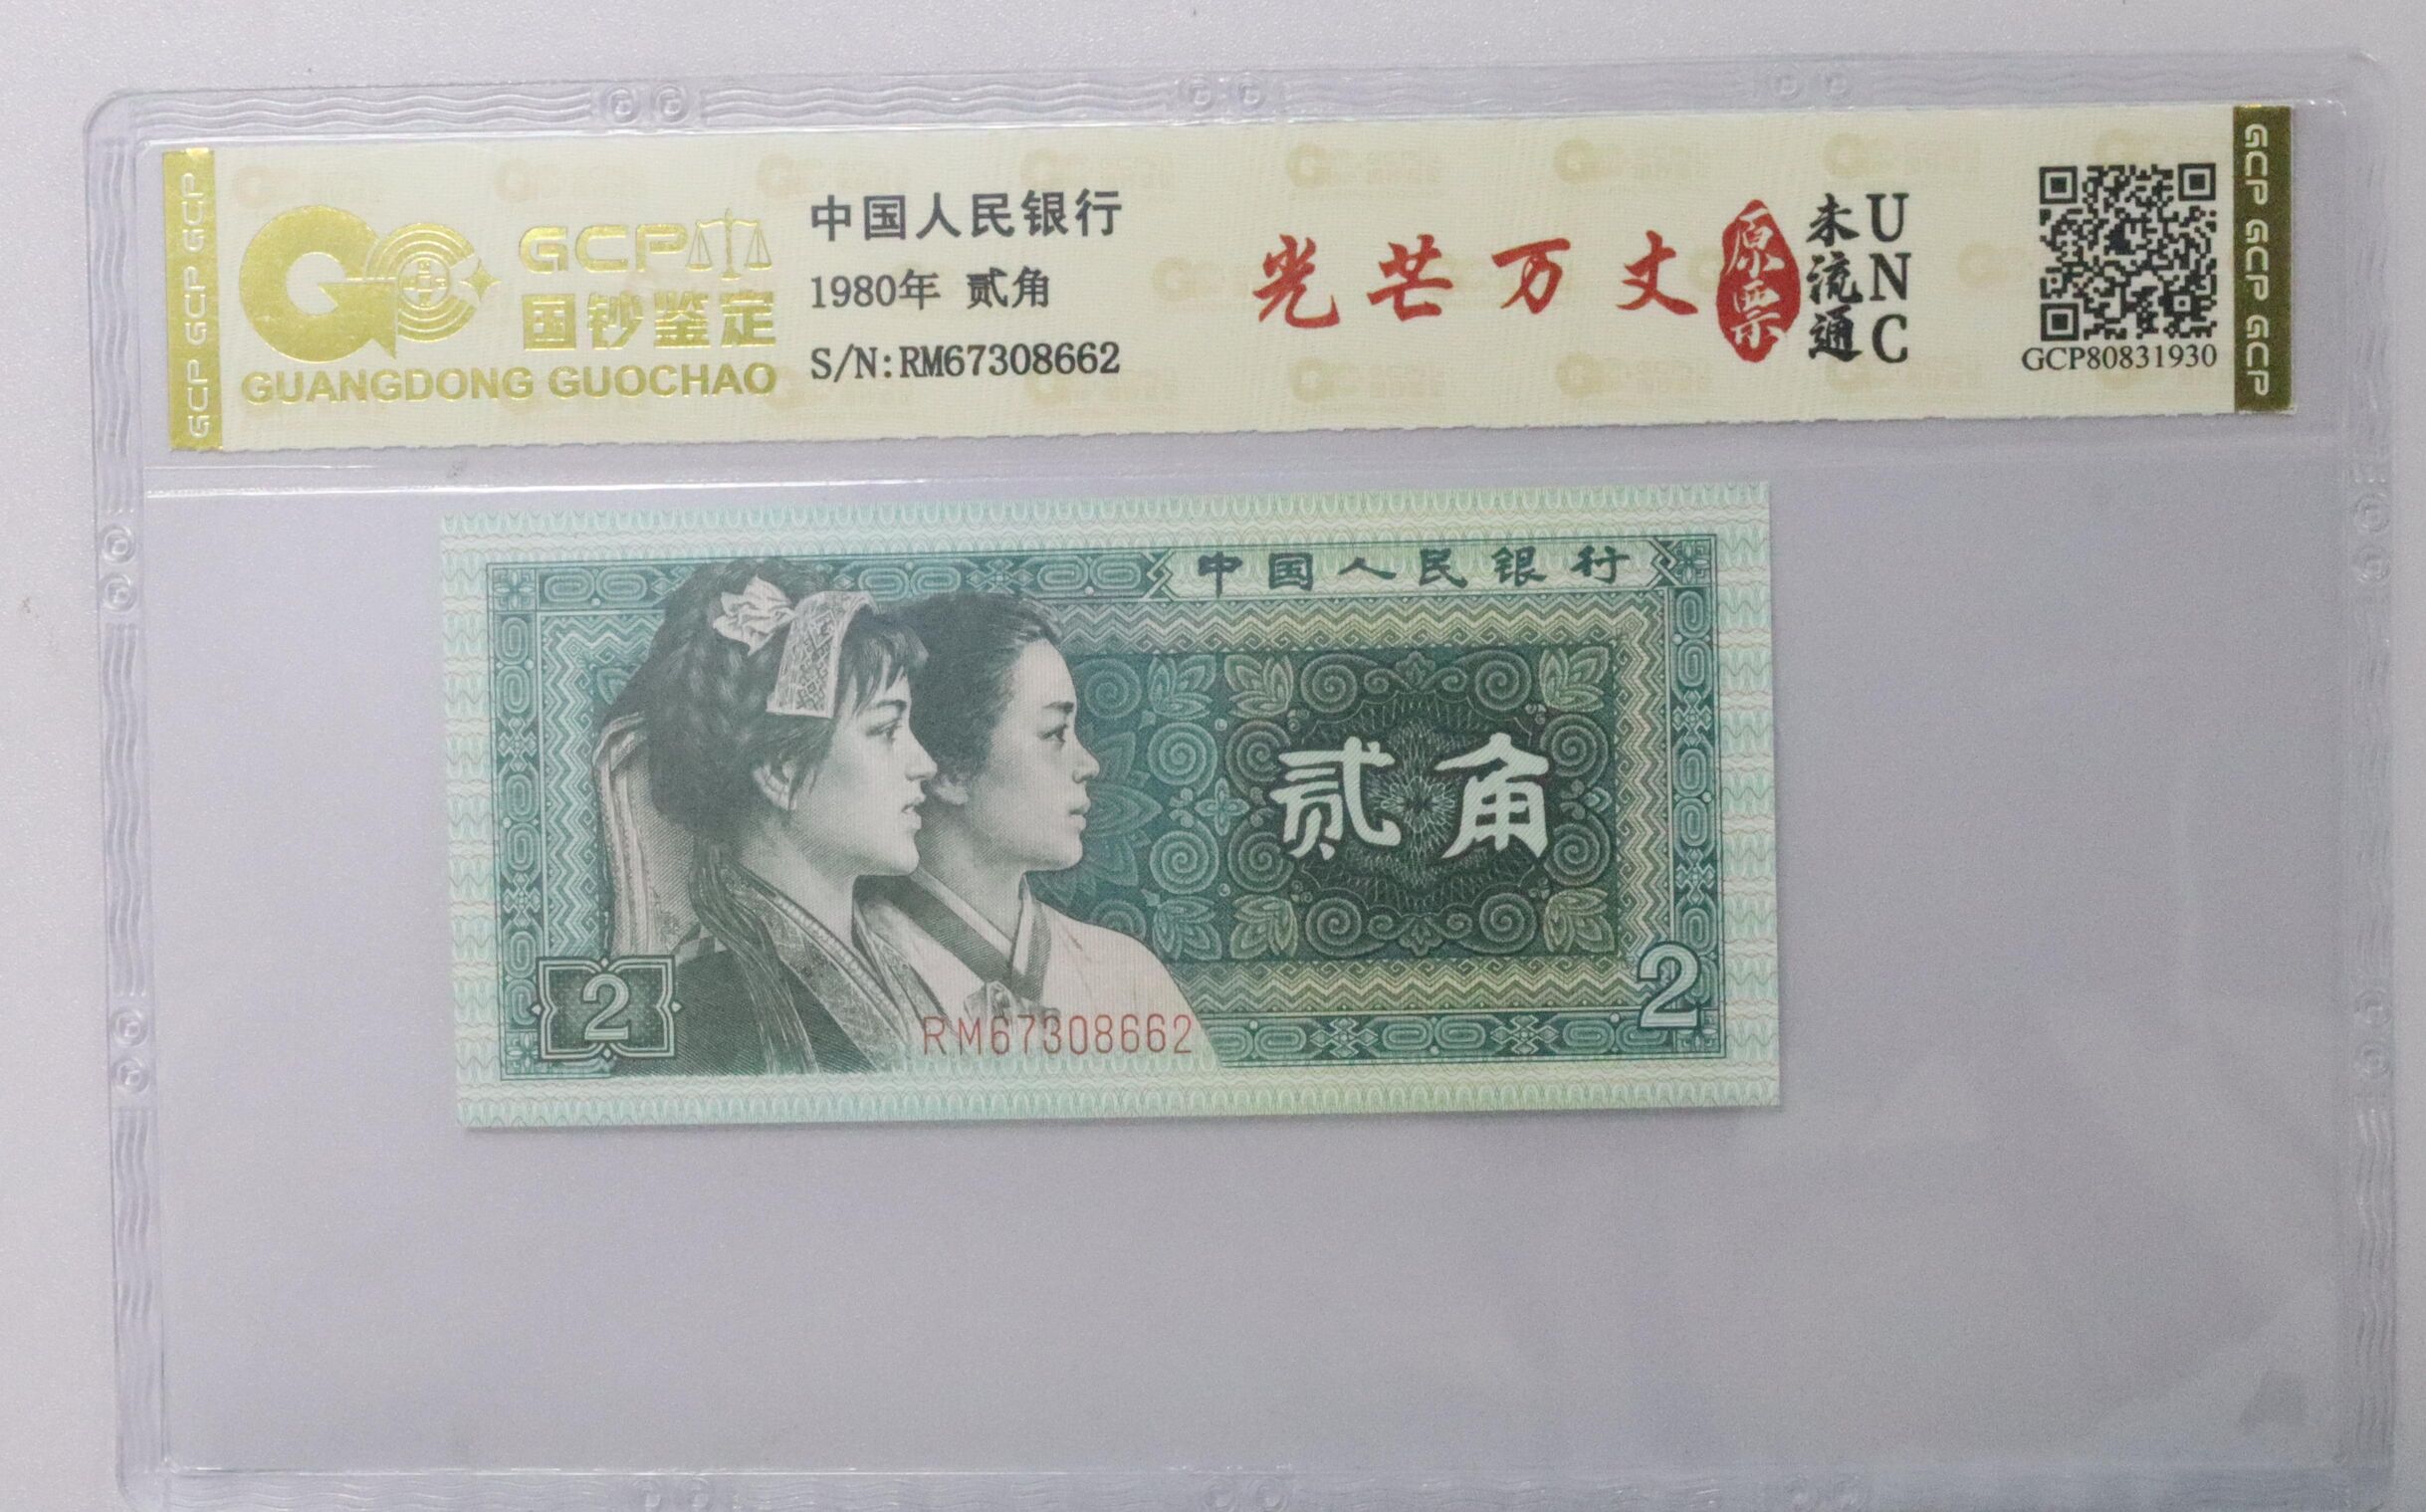 GCP GCP GCP
GCP
国钞鉴定
GUANGDONG GUOCHAO
中国人民银行
1980年 贰角
S/N:RM67308662
光芒万丈
原票
未流通
UNC
GCP80831930
GCP GCP GCP
中国人民银行
贰角
2
RM67308662
2